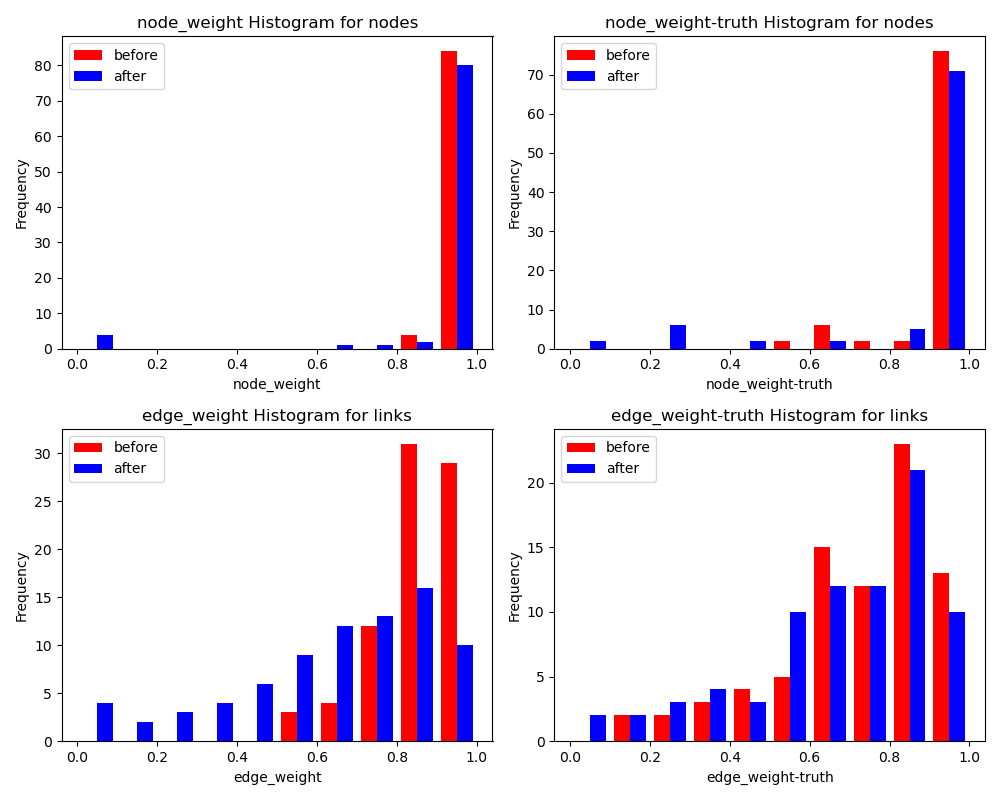 node_weight Histogram for nodes
before
after
Frequency
80
70
60
50
40
30
20
10
0
0.0 0.2 0.4 0.6 0.8 1.0
node_weight
node_weight-truth Histogram for nodes
before
after
Frequency
70
60
50
40
30
20
10
0
0.0 0.2 0.4 0.6 0.8 1.0
node_weight-truth
edge_weight Histogram for links
before
after
Frequency
30
25
20
15
10
5
0
0.0 0.2 0.4 0.6 0.8 1.0
edge_weight
edge_weight-truth Histogram for links
before
after
Frequency
20
15
10
5
0
0.0 0.2 0.4 0.6 0.8 1.0
edge_weight-truth